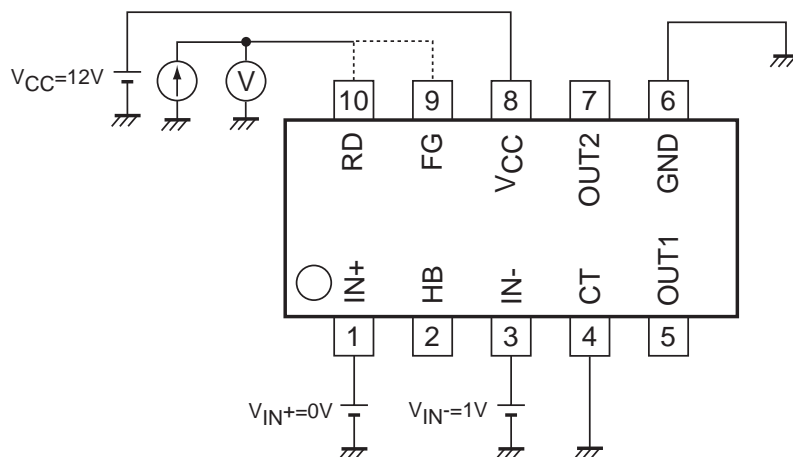 VCC=12V
V
10 9 8 7 6
RD FG VCC OUT2 GND
IN+ HB IN- CT OUT1
1 2 3 4 5
VIN+=0V VIN-=1V